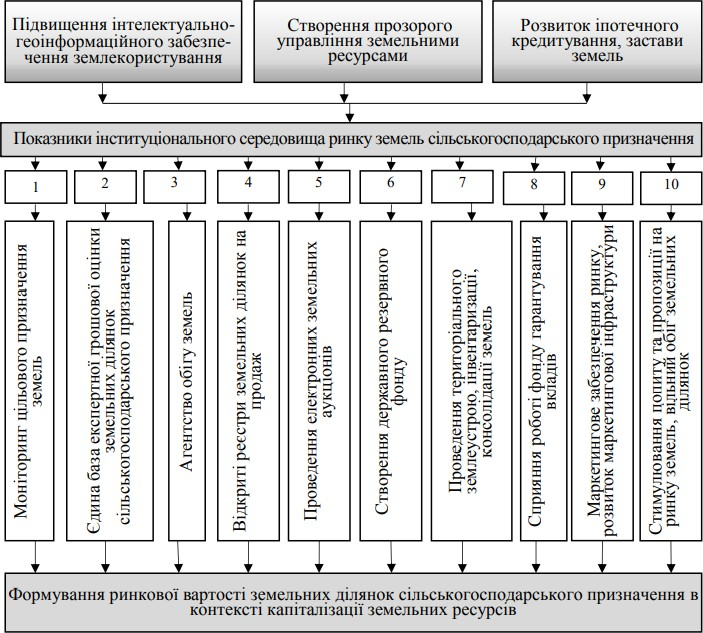 Підвищення інтелектуально-
геоінформаційного забезпе-
чення землекористування
Створення прозорого
управління земельними
ресурсами
Розвиток іпотечного
кредитування, застави
земель
Показники інституціонального середовища ринку земель сільськогосподарського призначення
1
2
3
4
5
6
7
8
9
10
Моніторинг цільового призначення
земель
Єдина база експертної грошової оцінки
земельних ділянок
сільськогосподарського призначення
Агентство обігу земель
Відкриті реєстри земельних ділянок на
продаж
Проведення електронних земельних
аукціонів
Створення державного резервного
фонду
Проведення територіального
землеустрою, інвентаризації,
консолідації земель
Сприяння роботі фонду гарантування
вкладів
Маркетингове забезпечення ринку,
розвиток маркетингової інфраструктури
Стимулювання попиту та пропозиції на
ринку земель, вільний обіг земельних
ділянок
Формування ринкової вартості земельних ділянок сільськогосподарського призначення в
контексті капіталізації земельних ресурсів